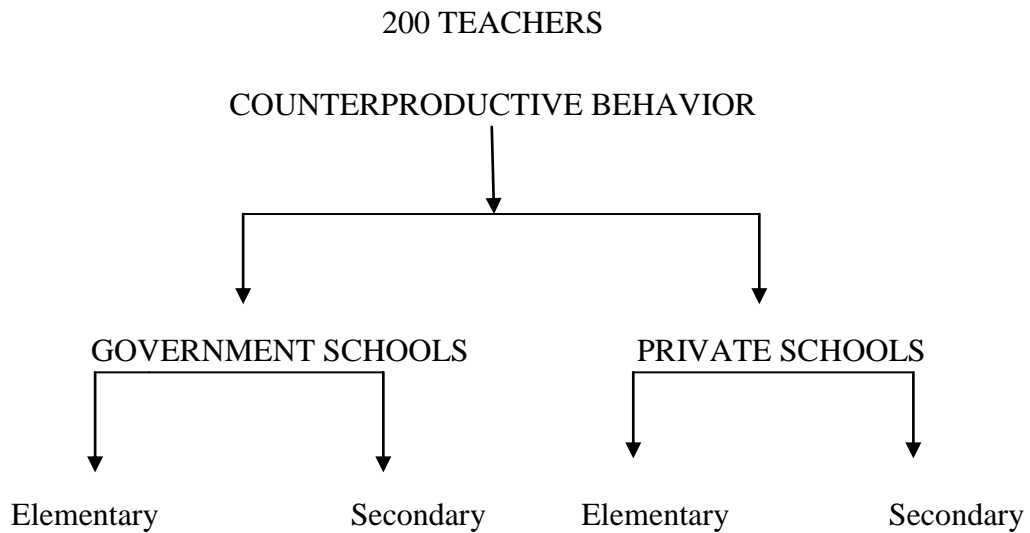 200 TEACHERS
COUNTERPRODUCTIVE BEHAVIOR
GOVERNMENT SCHOOLS PRIVATE SCHOOLS
Elementary Secondary Elementary Secondary